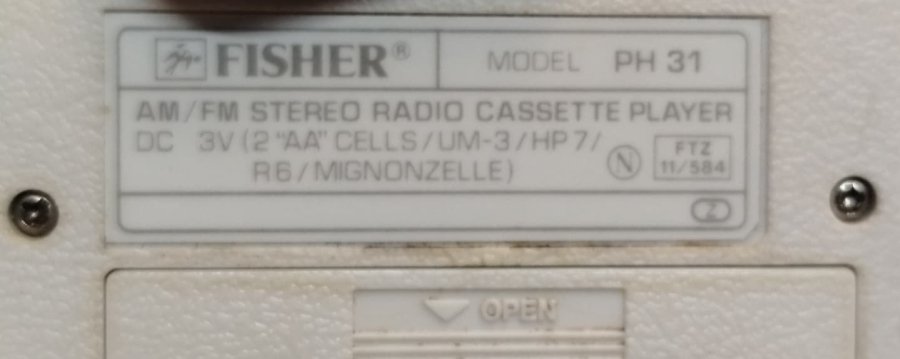 FISHER®
MODEL PH 31
AM/FM STEREO RADIO CASSETTE PLAYER
DC 3V (2 "AA" CELLS/UM-3/HP7/
R6/MIGNONZELLE)
N
FTZ
11/584
Z
OPEN